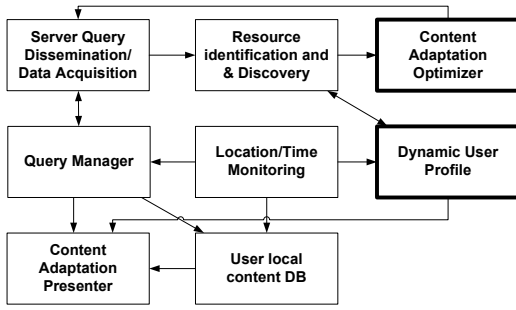 Server Query
Dissemination/
Data Acquisition
Resource
identification and
& Discovery
Content
Adaptation
Optimizer
Query Manager
Location/Time
Monitoring
Dynamic User
Profile
Content
Adaptation
Presenter
User local
content DB